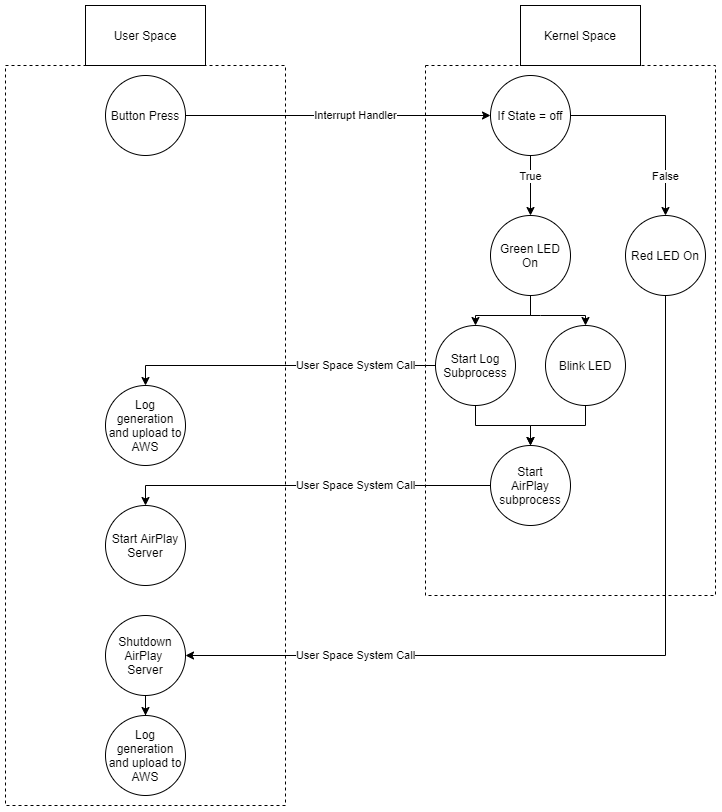 User Space
Kernel Space
Button Press
Interrupt Handler
If State = off
True
False
Green LED
On
Red LED On
Start Log
Subprocess
Blink LED
User Space System Call
Log
generation
and upload to
AWS
Start
AirPlay
subprocess
User Space System Call
Start AirPlay
Server
Shutdown
AirPlay
Server
User Space System Call
Log
generation
and upload to
AWS